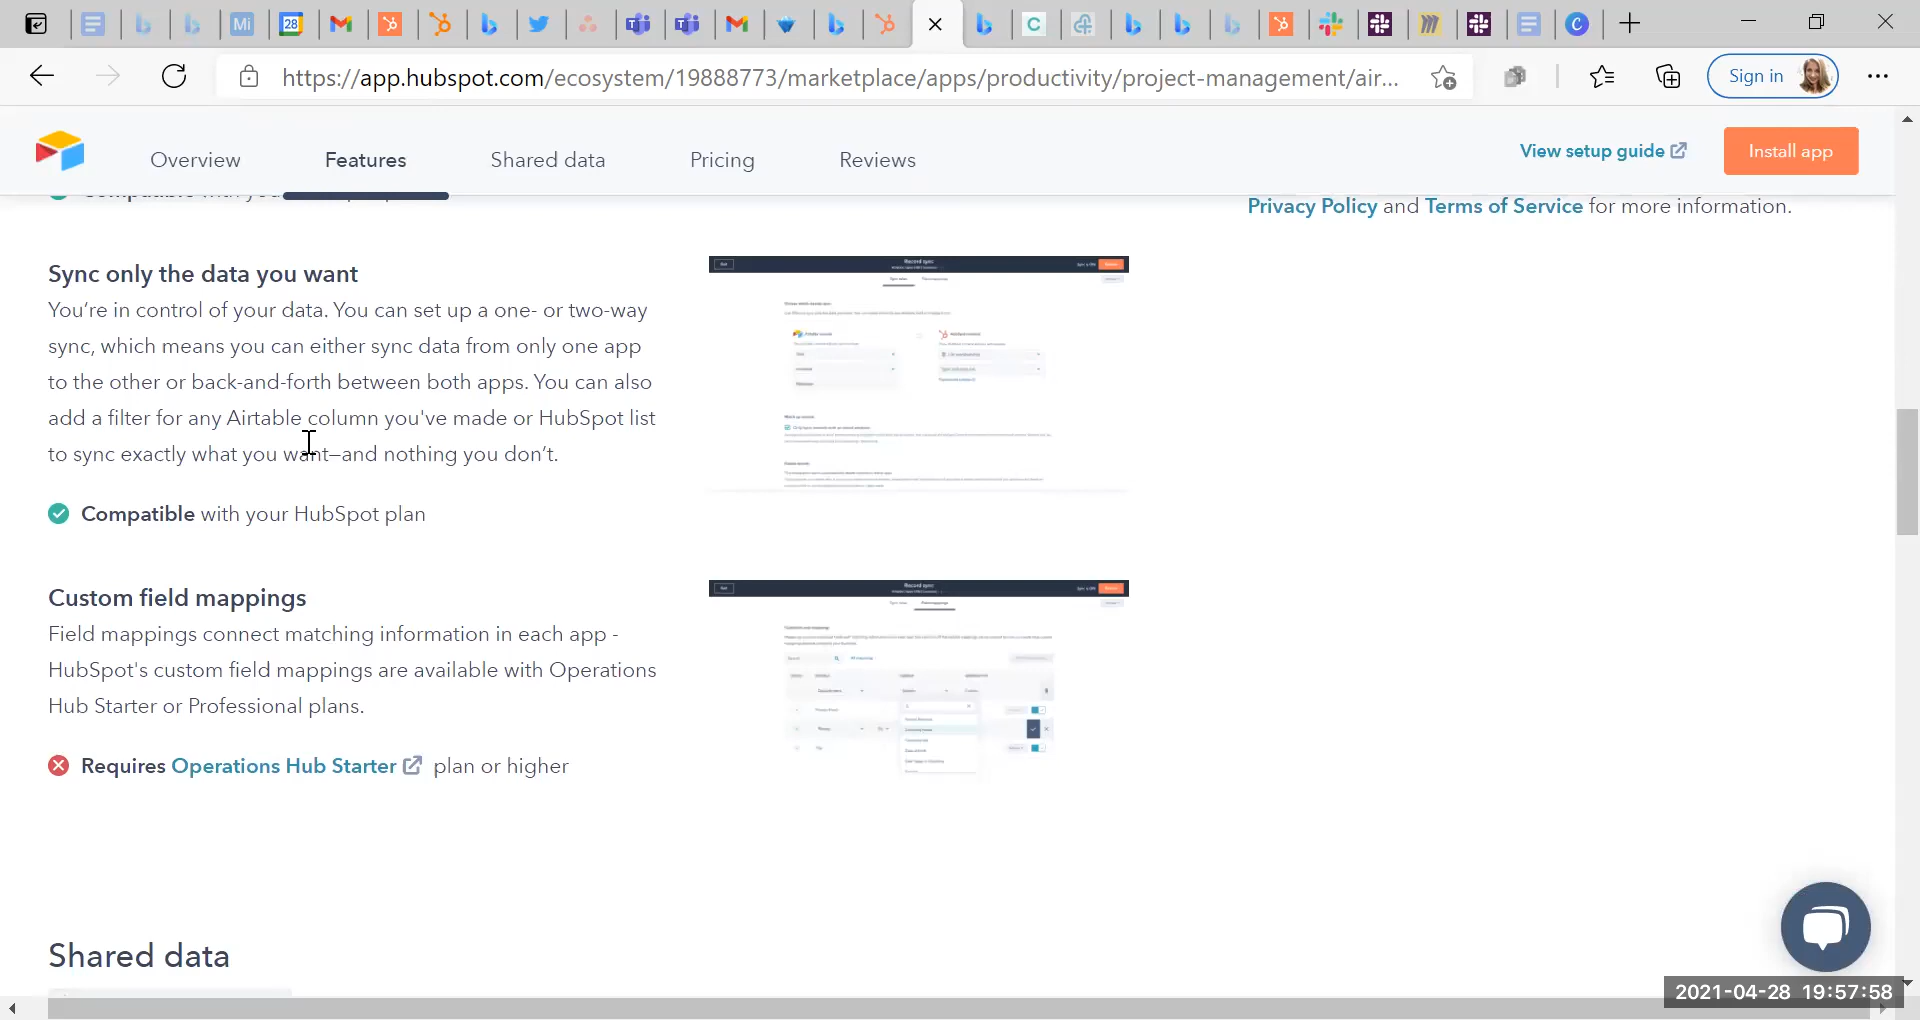 28
https://app.hubspot.com/ecosystem/19888773/marketplace/apps/productivity/project-management/air...
Sign in
Overview
Features
Shared data
Pricing
Reviews
View setup guide
Install app
Privacy Policy and Terms of Service for more information.
Sync only the data you want
You’re in control of your data. You can set up a one- or two-way
sync, which means you can either sync data from only one app
to the other or back-and-forth between both apps. You can also
add a filter for any Airtable column you've made or HubSpot list
to sync exactly what you want—and nothing you don’t.
Compatible with your HubSpot plan
Record sync
Custom field mappings
Field mappings connect matching information in each app -
HubSpot's custom field mappings are available with Operations
Hub Starter or Professional plans.
Requires Operations Hub Starter plan or higher
Record sync
Shared data
2021-04-28 19:57:58